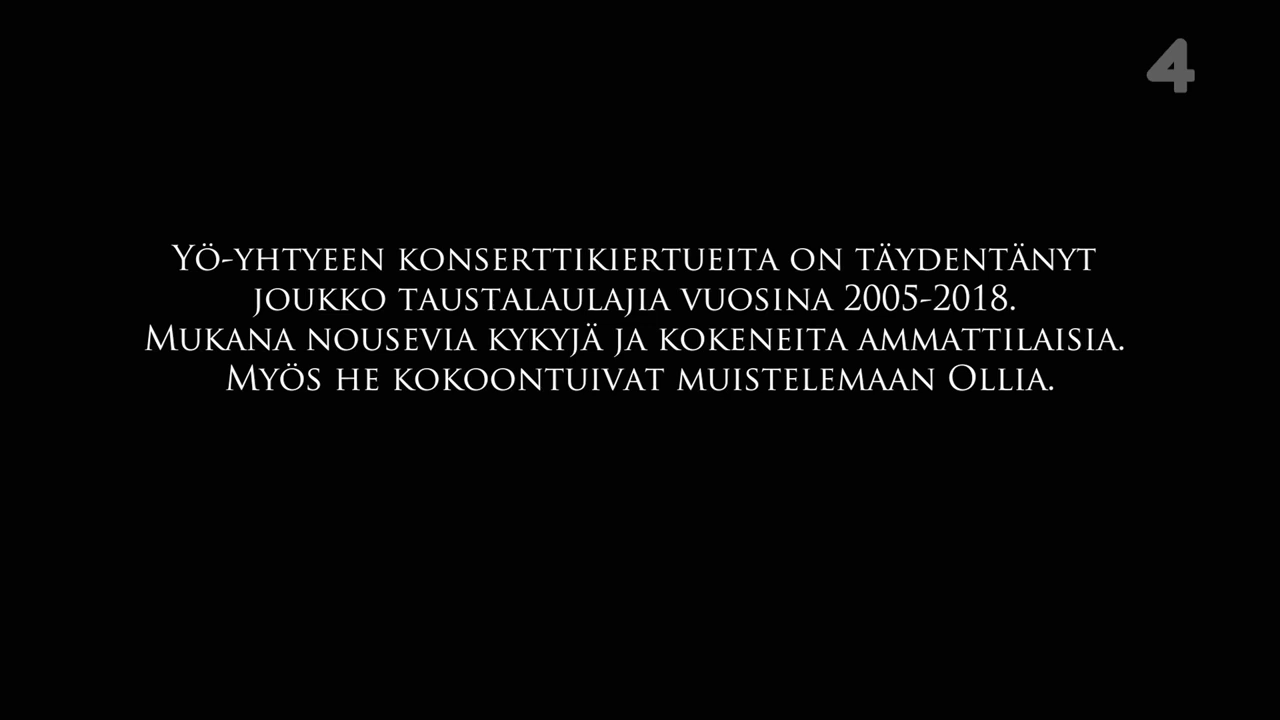 4
Yö-yhtyeen konserttikiertueita on täydentänyt
joukko taustalaulajia vuosina 2005-2018.
Mukana nousevia kykyjä ja kokeneita ammattilaisia.
Myös he kokoontuivat muistelemaan Ollia.